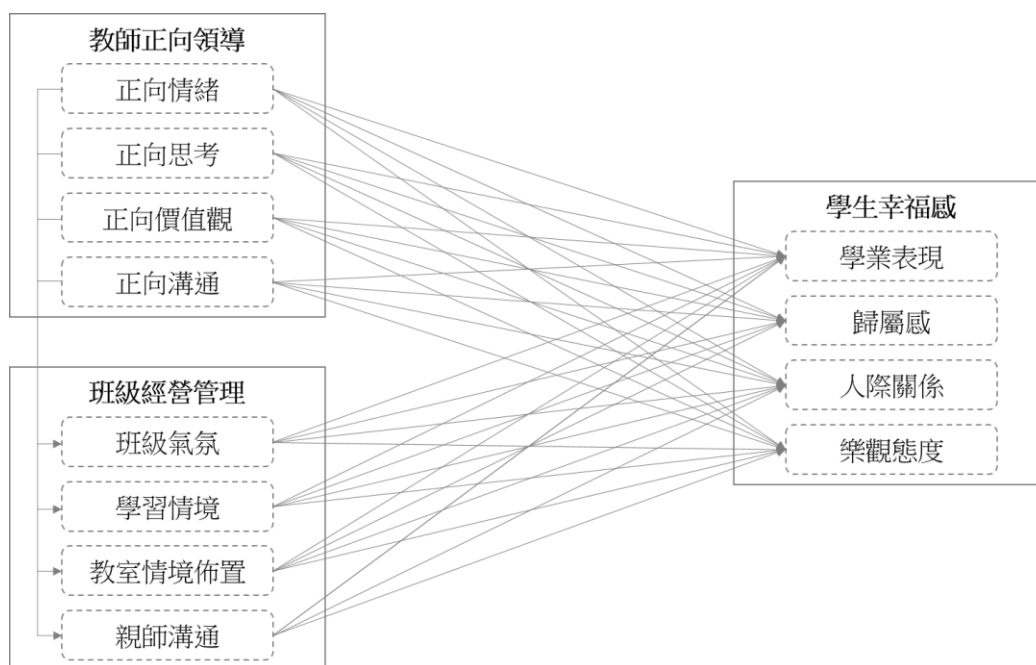 教師正向領導
正向情緒
正向思考
正向價值觀
正向溝通
班級經營管理
班級氣氛
學習情境
教室情境佈置
親師溝通
學生幸福感
學業表現
歸屬感
人際關係
樂觀態度